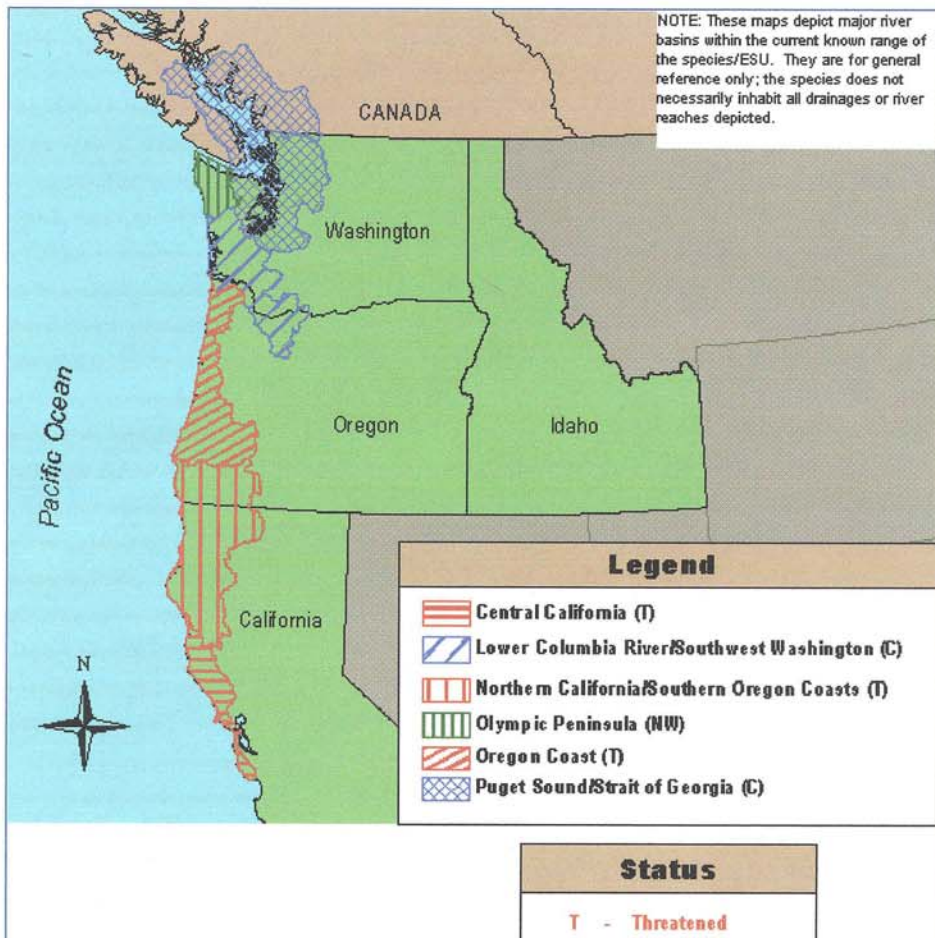 NOTE: These maps depict major river
basins within the current known range of
the species/ESU. They are for general
reference only; the species does not
necessarily inhabit all drainages or river
reaches depicted.
CANADA
Washington
Oregon
Idaho
Pacific Ocean
California
N
Legend
Central California (T)
Lower Columbia River/Southwest Washington (C)
Northern California/Southern Oregon Coasts (T)
Olympic Peninsula (NW)
Oregon Coast (T)
Puget Sound/Strait of Georgia (C)
Status
T - Threatened